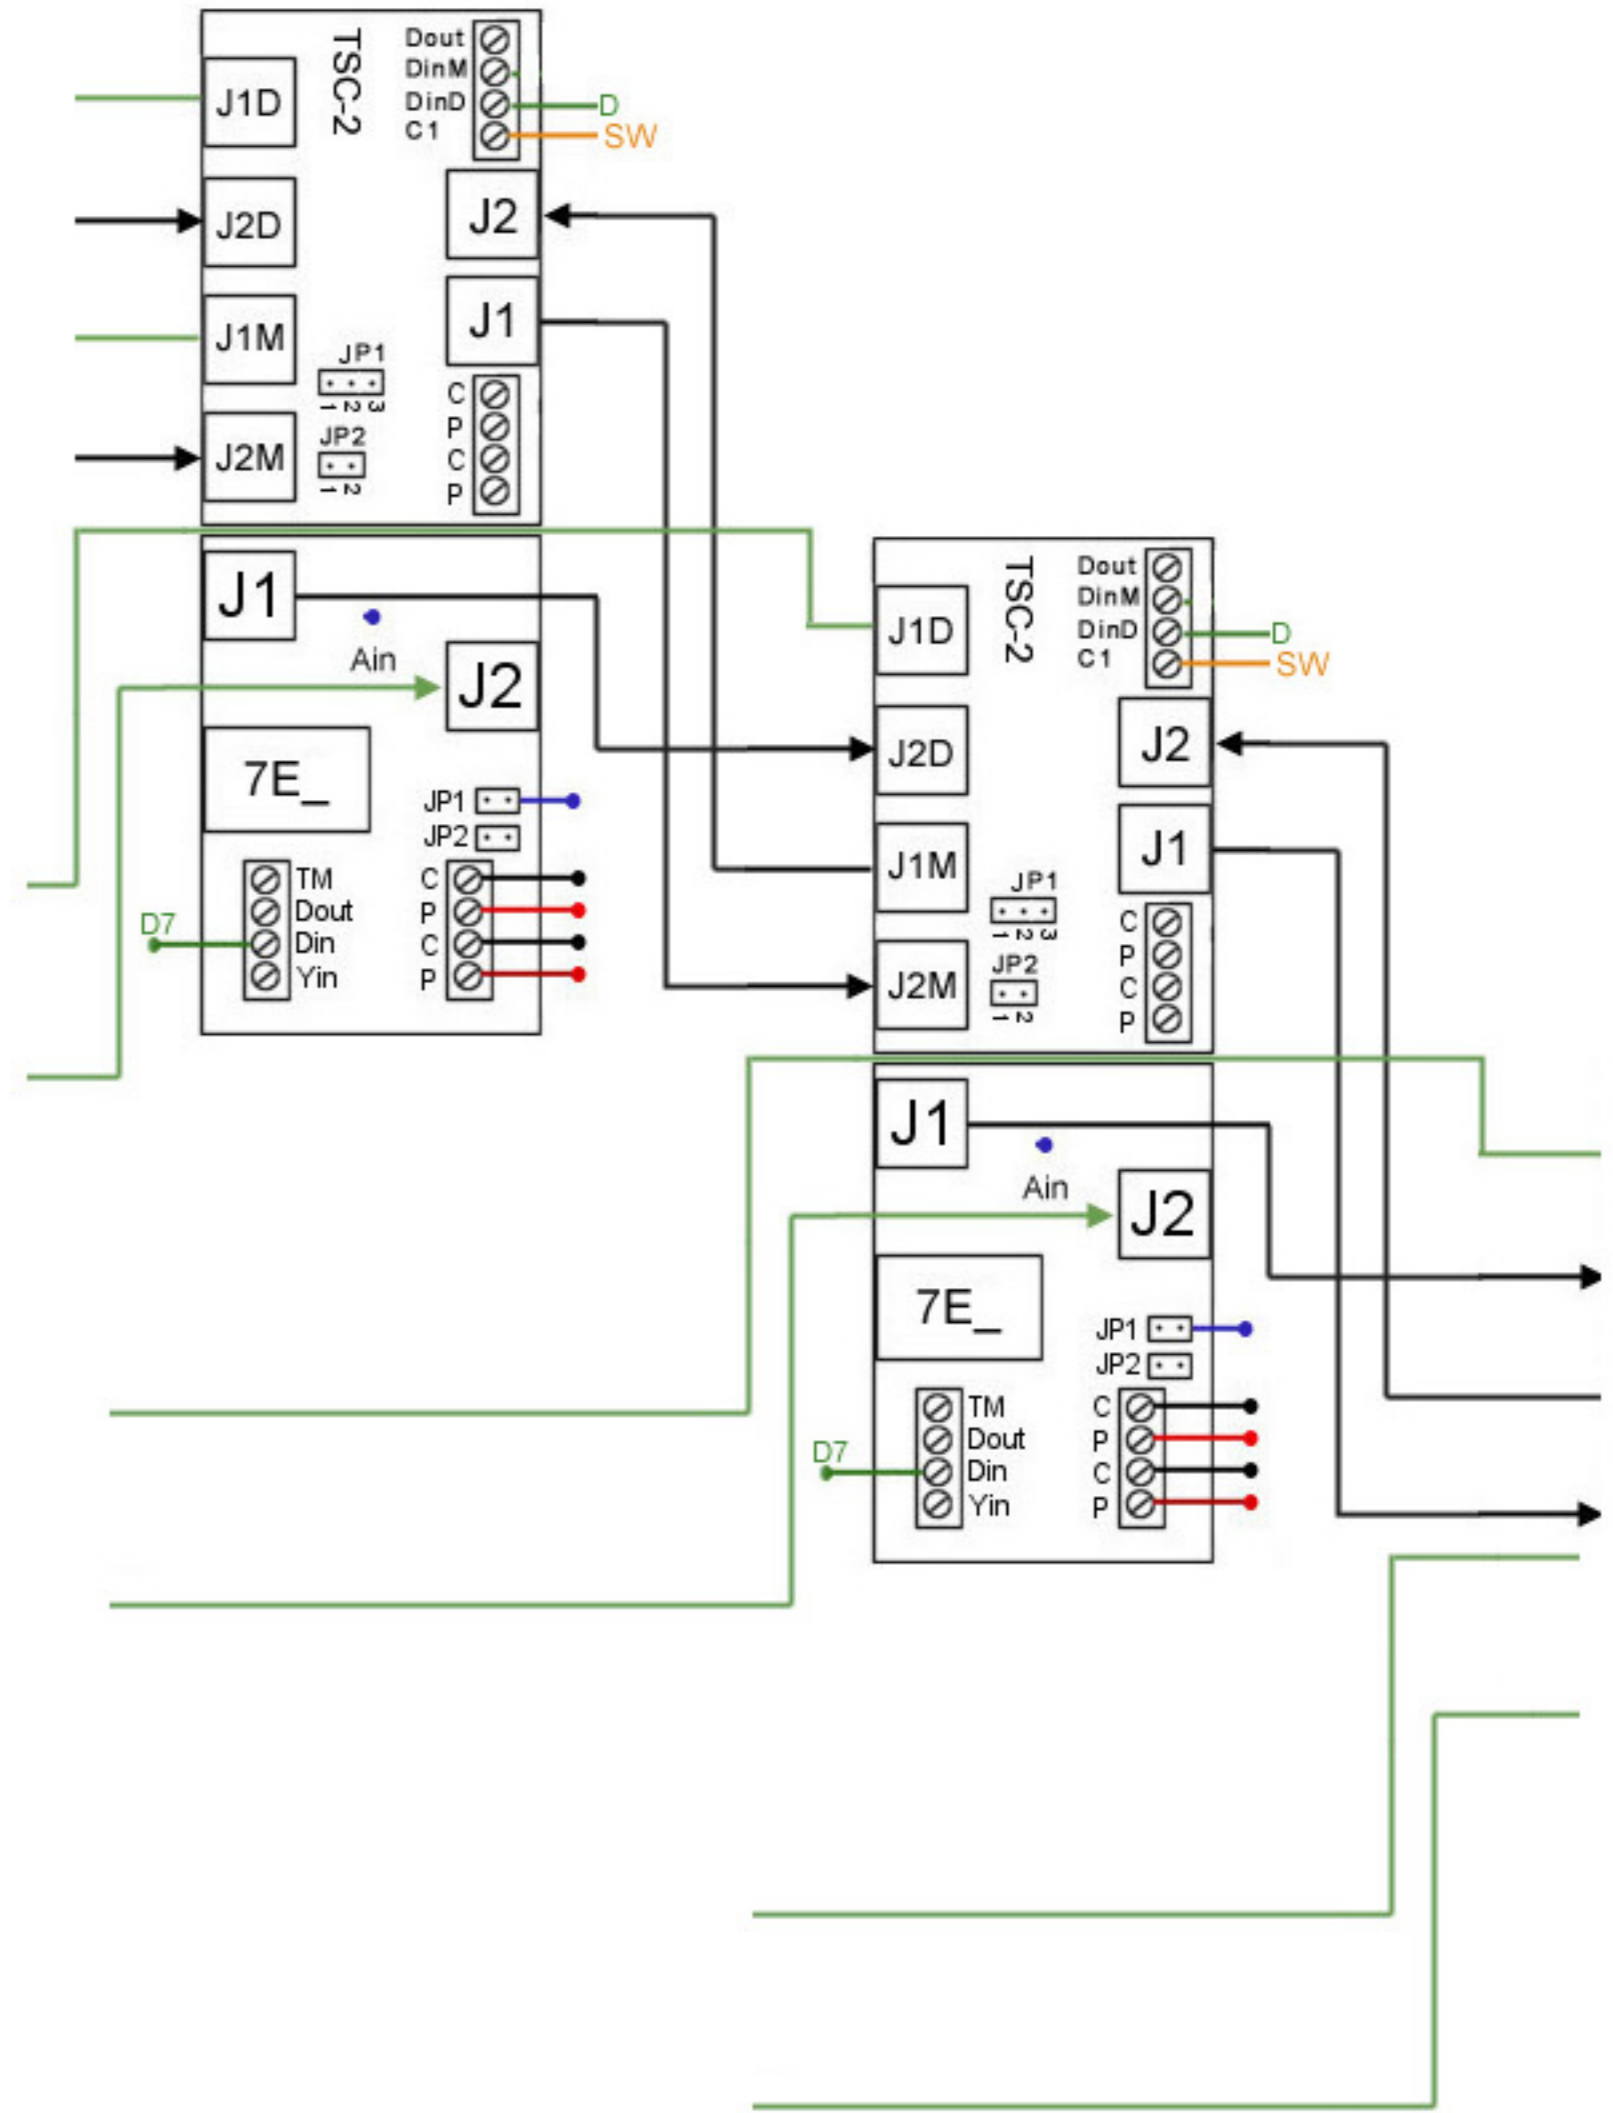 TSC-2
Dout
DinM
DinD
C1
D
SW
J1D
J2D
J1M
J2M
J2
J1
JP1
1 2 3
JP2
1 2
C
P
C
P
J1
Ain
J2
7E_
JP1
JP2
TM
Dout
Din
Yin
D7
C
P
C
P
TSC-2
Dout
DinM
DinD
C1
D
SW
J1D
J2D
J1M
J2M
J2
J1
JP1
1 2 3
JP2
1 2
C
P
C
P
J1
Ain
J2
7E_
JP1
JP2
TM
Dout
Din
Yin
D7
C
P
C
P